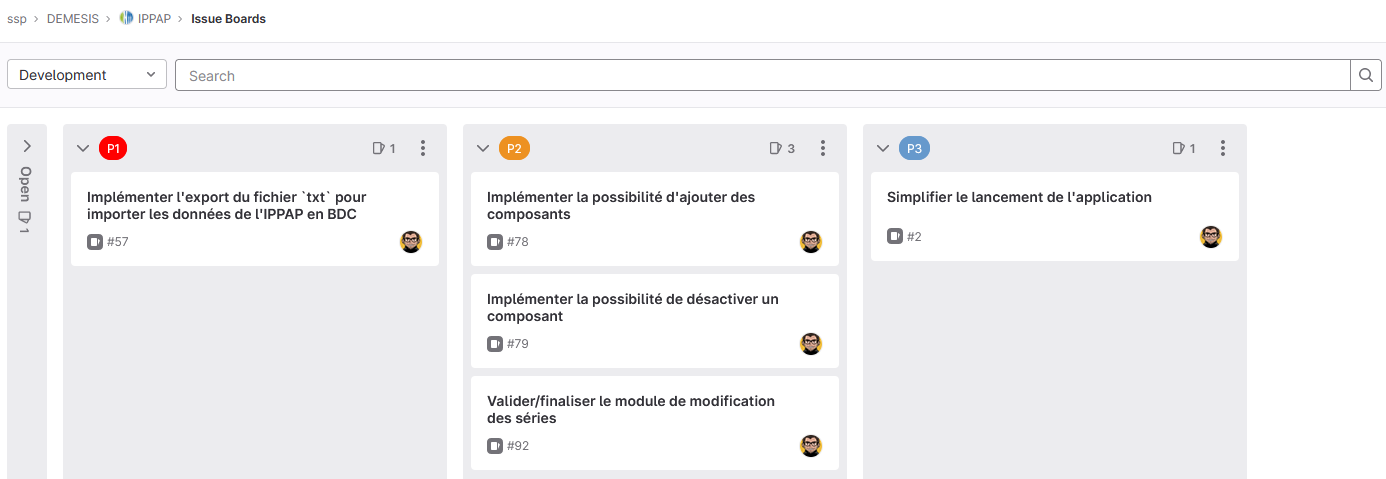 ssp > DEMESIS > IPPAP > Issue Boards
Development
Search
Open 1
P1 1
Implémenter l'export du fichier `txt` pour
importer les données de l'IPPAP en BDC
#57
P2 3
Implémenter la possibilité d'ajouter des
composants
#78
Implémenter la possibilité de désactiver un
composant
#79
Valider/finaliser le module de modification
des séries
#92
P3 1
Simplifier le lancement de l'application
#2